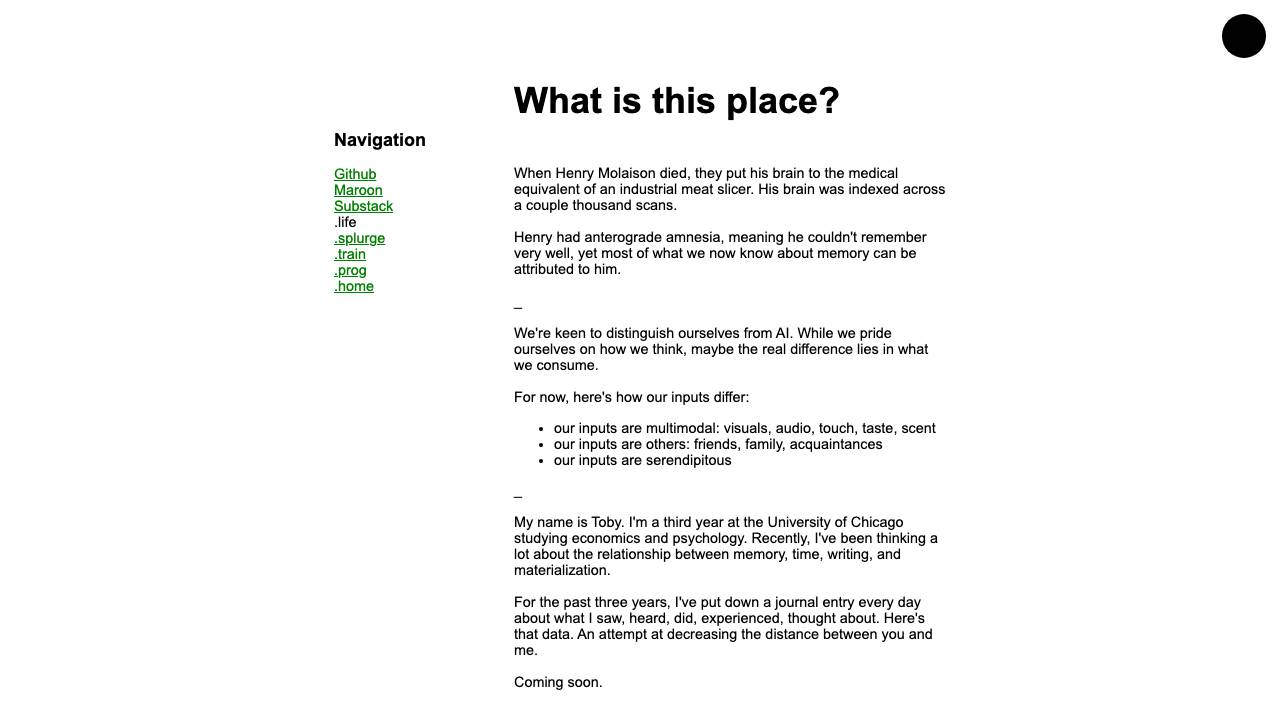 What is this place?
Navigation
Github
Maroon
Substack
.life
.splurge
.train
.prog
.home
When Henry Molaison died, they put his brain to the medical
equivalent of an industrial meat slicer. His brain was indexed across
a couple thousand scans.
Henry had anterograde amnesia, meaning he couldn't remember
very well, yet most of what we now know about memory can be
attributed to him.
_
We're keen to distinguish ourselves from AI. While we pride
ourselves on how we think, maybe the real difference lies in what
we consume.
For now, here's how our inputs differ:
• our inputs are multimodal: visuals, audio, touch, taste, scent
• our inputs are others: friends, family, acquaintances
• our inputs are serendipitous
_
My name is Toby. I'm a third year at the University of Chicago
studying economics and psychology. Recently, I've been thinking a
lot about the relationship between memory, time, writing, and
materialization.
For the past three years, I've put down a journal entry every day
about what I saw, heard, did, experienced, thought about. Here's
that data. An attempt at decreasing the distance between you and
me.
Coming soon.